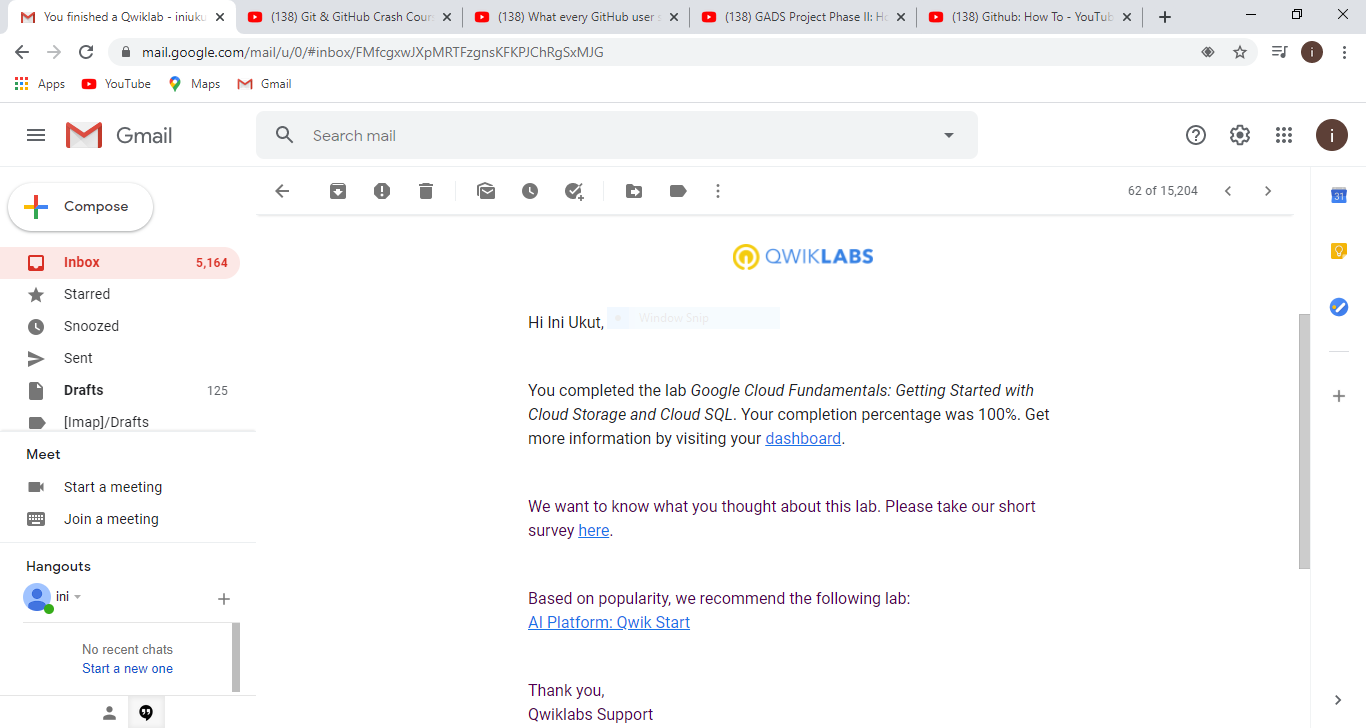 You finished a Qwiklab - iniuku
(138) Git & GitHub Crash Cour
(138) What every GitHub user s
(138) GADS Project Phase II: Ho
(138) Github: How To - YouTub
mail.google.com/mail/u/0/#inbox/FMfcgxwJXpMRTFzgnsKFKPJChRgSxMJG
i
Apps
YouTube
Maps
Gmail
Gmail
Search mail
i
Compose
62 of 15,204
31
Inbox 5,164
Starred
Snoozed
Sent
Drafts 125
[Imap]/Drafts
Meet
Start a meeting
Join a meeting
Hangouts
ini
No recent chats
Start a new one
QWIKLABS
Hi Ini Ukut,
Window Snip
You completed the lab Google Cloud Fundamentals: Getting Started with
Cloud Storage and Cloud SQL. Your completion percentage was 100%. Get
more information by visiting your dashboard.
We want to know what you thought about this lab. Please take our short
survey here.
Based on popularity, we recommend the following lab:
AI Platform: Qwik Start
Thank you,
Qwiklabs Support